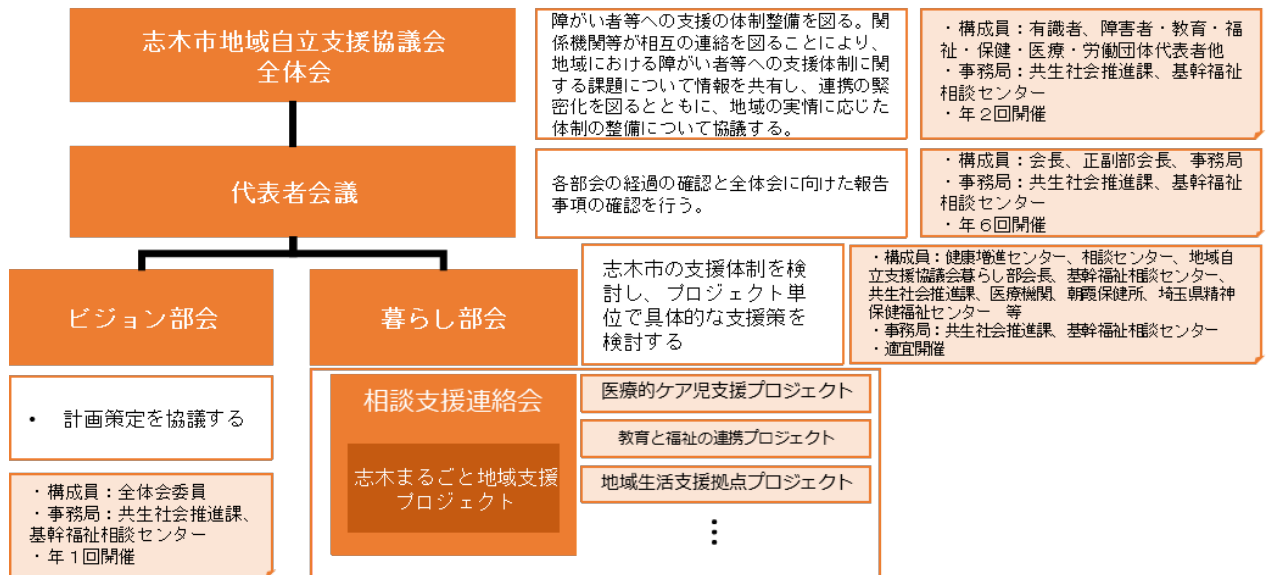 志木市地域自立支援協議会
全体会
障がい者等への支援の体制整備を図る。関
係機関等が相互の連絡を図ることにより、
地域における障がい者等への支援体制に関
する課題について情報を共有し、連携の緊
密化を図るとともに、地域の実情に応じた
体制の整備について協議する。
・構成員：有識者、障害者・教育・福
祉・保健・医療・労働団体代表者他
・事務局：共生社会推進課、基幹福祉
相談センター
・年２回開催
代表者会議
各部会の経過の確認と全体会に向けた報告
事項の確認を行う。
・構成員：会長、正副部会長、事務局
・事務局：共生社会推進課、基幹福祉
相談センター
・年６回開催
ビジョン部会
暮らし部会
志木市の支援体制を検
討し、プロジェクト単
位で具体的な支援策を
検討する
・構成員：健康増進センター、相談センター、地域自
立支援協議会暮らし部会長、基幹福祉相談センター、
共生社会推進課、医療機関、朝霞保健所、埼玉県精神
保健福祉センター　等
・事務局：共生社会推進課、基幹福祉相談センター
・適宜開催
• 計画策定を協議する
・構成員：全体会委員
・事務局：共生社会推進課、
基幹福祉相談センター
・年１回開催
相談支援連絡会
志木まるごと地域支援
プロジェクト
医療的ケア児支援プロジェクト
教育と福祉の連携プロジェクト
地域生活支援拠点プロジェクト
⋮